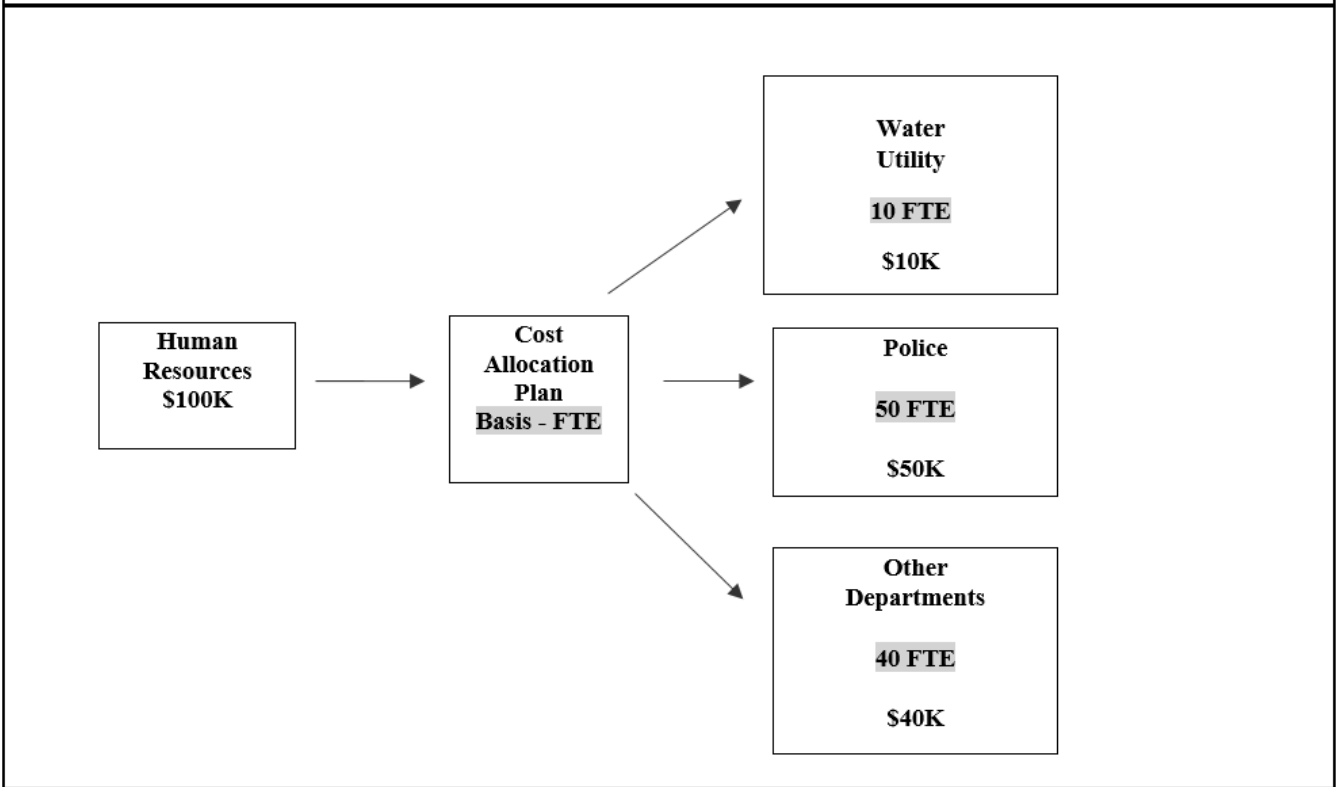 Human
Resources
$100K
Cost
Allocation
Plan
Basis - FTE
Water
Utility
10 FTE
$10K
Police
50 FTE
$50K
Other
Departments
40 FTE
$40K